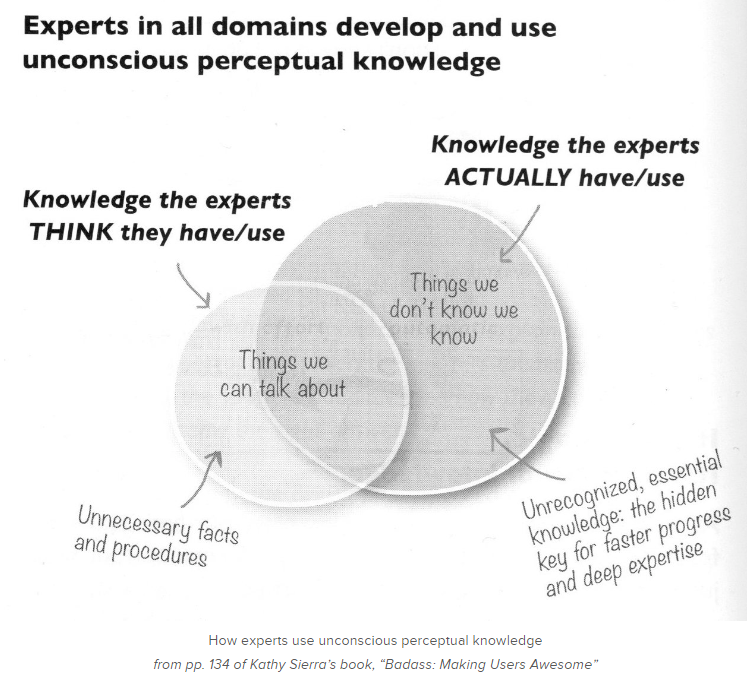 Experts in all domains develop and use
unconscious perceptual knowledge
Knowledge the experts
ACTUALLY have/use
Knowledge the experts
THINK they have/use
Things we
don't know we
know
Things we
can talk about
Unnecessary facts
and procedures
Unrecognized, essential
knowledge: the hidden
key for faster progress
and deep expertise
How experts use unconscious perceptual knowledge
from pp. 134 of Kathy Sierra's book, “Badass: Making Users Awesome”